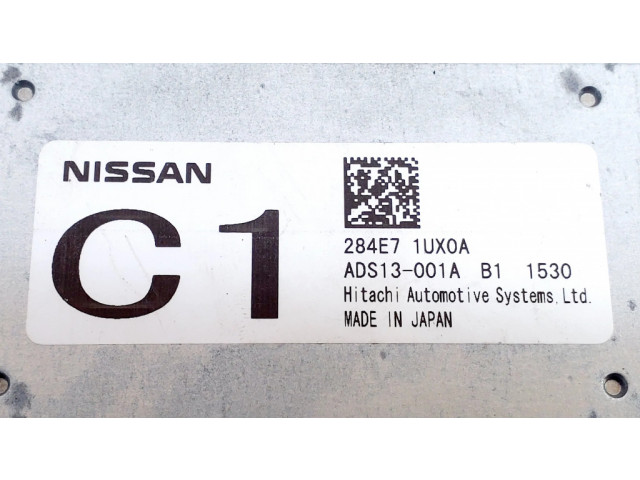 NISSAN
C1
284E7 1UX0A
ADS13-001A B1 1530
Hitachi Automotive Systems,Ltd.
MADE IN JAPAN